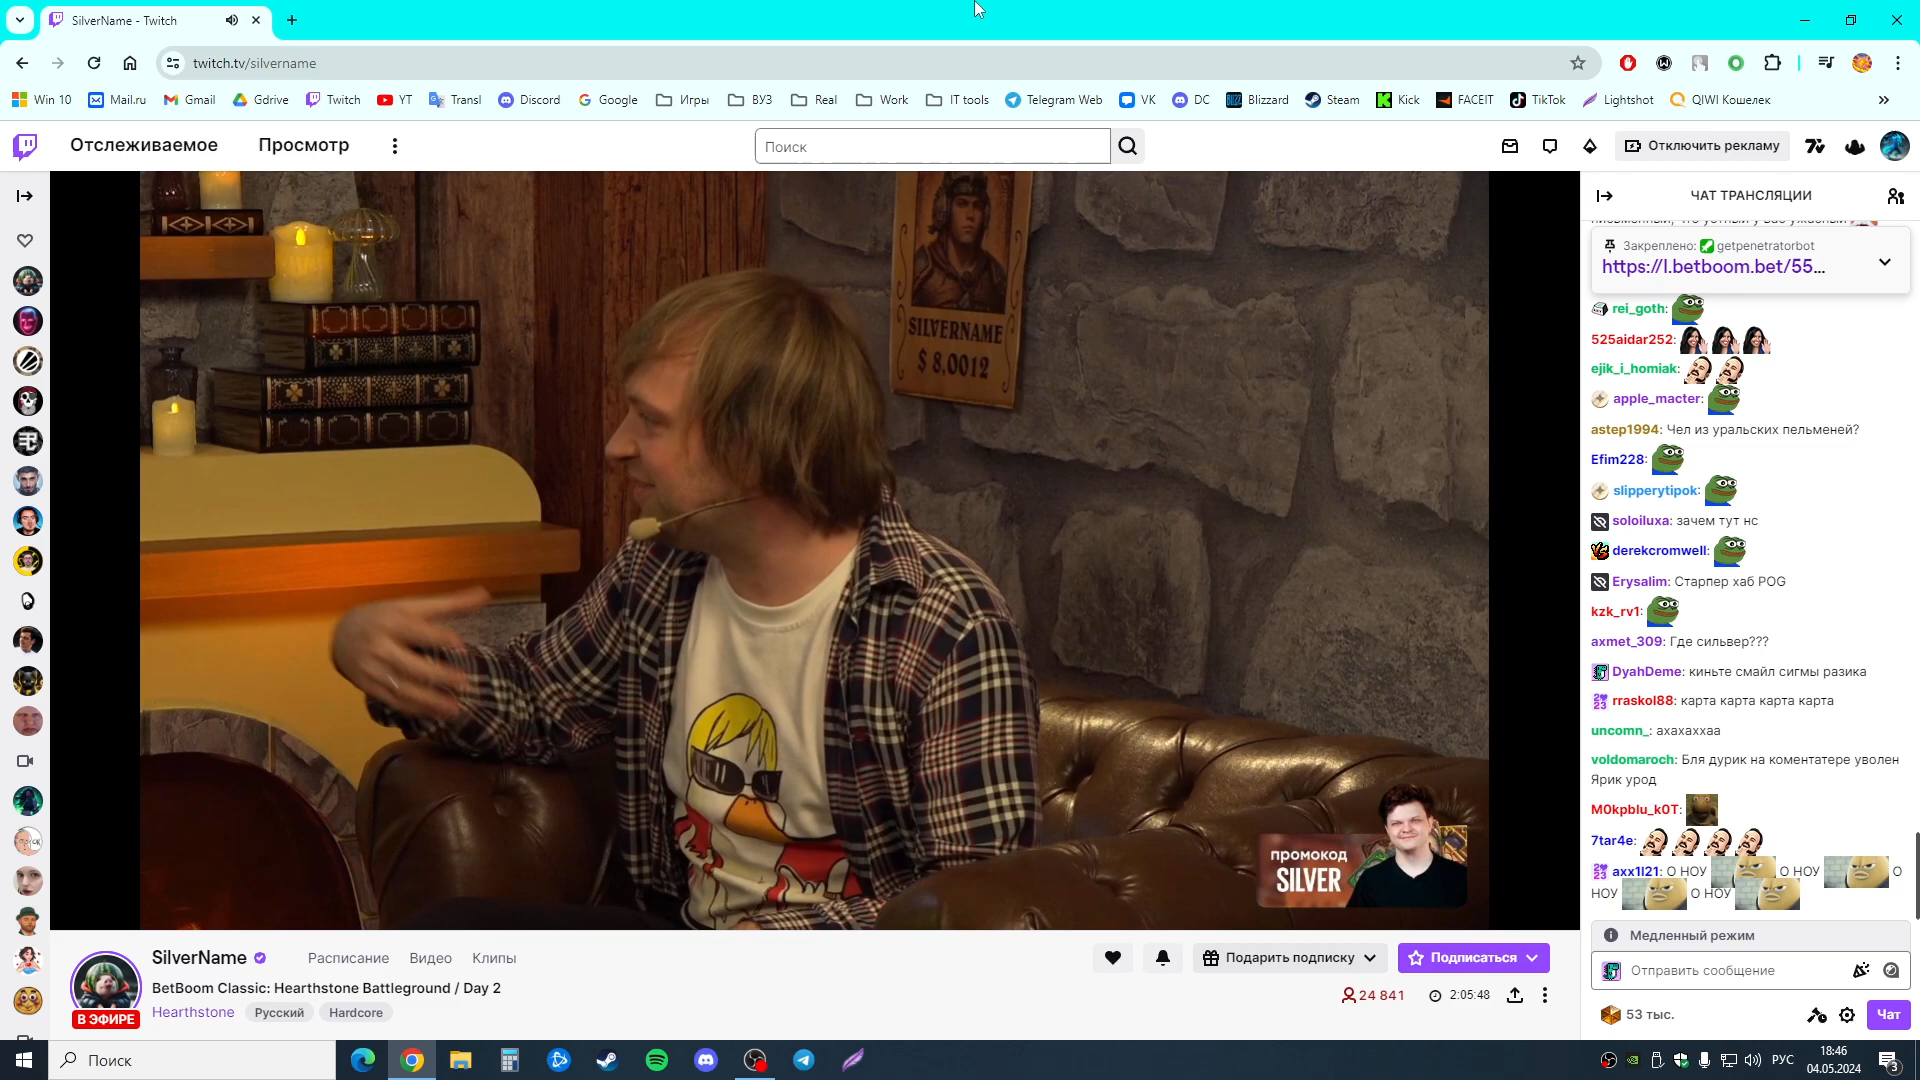 SilverName - Twitch
twitch.tv/silvername
Win 10
Mail.ru
Gmail
Gdrive
Twitch
YT
Transl
Discord
Google
Игры
ВУЗ
Real
Work
IT tools
Telegram Web
VK
DC
Blizzard
Steam
Kick
FACEIT
TikTok
Lightshot
QIWI Кошелек
Отслеживаемое
Просмотр
Поиск
Отключить рекламу
ЧАТ ТРАНСЛЯЦИИ
Закреплено: getpenetratorbot
https://l.betboom.bet/55...
rei_goth:
525aidar252:
ejik_i_homiak:
apple_macter:
astep1994: Чел из уральских пельменей?
Efim228:
slipperytipok:
soloiluxa: зачем тут нс
derekcromwell:
Erysalim: Старпер хаб POG
kzk_rv1:
axmet_309: Где сильвер???
DyahDeme: киньте смайл сигмы разика
rraskol88: карта карта карта карта
uncomn_: ахахаххаа
voldomaroch: Бля дурик на коментатере уволен
Ярик урод
M0kpblu_k0T:
7tar4e:
axx1l21: О НОУ О НОУ О
НОУ О НОУ
SILVERNAME
$ 8.0012
промокод
SILVER
Медленный режим
Отправить сообщение
53 тыс.
Чат
SilverName
Расписание
Видео
Клипы
Подарить подписку
Подписаться
BetBoom Classic: Hearthstone Battleground / Day 2
Hearthstone
Русский
Hardcore
В ЭФИРЕ
24 841
2:05:48
Поиск
РУС
18:46
04.05.2024
3